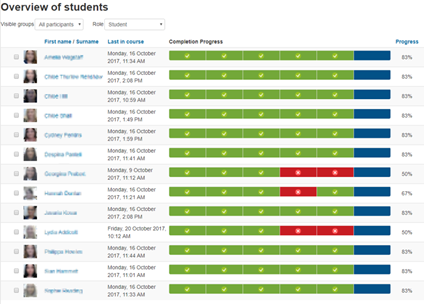 Overview of students
Visible groups All participants Role Student
First name / Surname Last in course Completion Progress Progress
Monday, 16 October
2017, 11:34 AM 83%
Monday, 16 October
2017, 2:06 PM 83%
Monday, 16 October
2017, 10:59 AM 83%
Monday, 16 October
2017, 1:49 PM 83%
Monday, 16 October
2017, 1:59 PM 83%
Monday, 16 October
2017, 11:41 AM 83%
Monday, 9 October
2017, 11:12 AM 50%
Monday, 16 October
2017, 11:21 AM 67%
Monday, 16 October
2017, 2:08 PM 83%
Friday, 20 October 2017,
10:12 AM 50%
Monday, 16 October
2017, 11:44 AM 83%
Monday, 16 October
2017, 11:01 AM 83%
Monday, 16 October
2017, 11:33 AM 83%